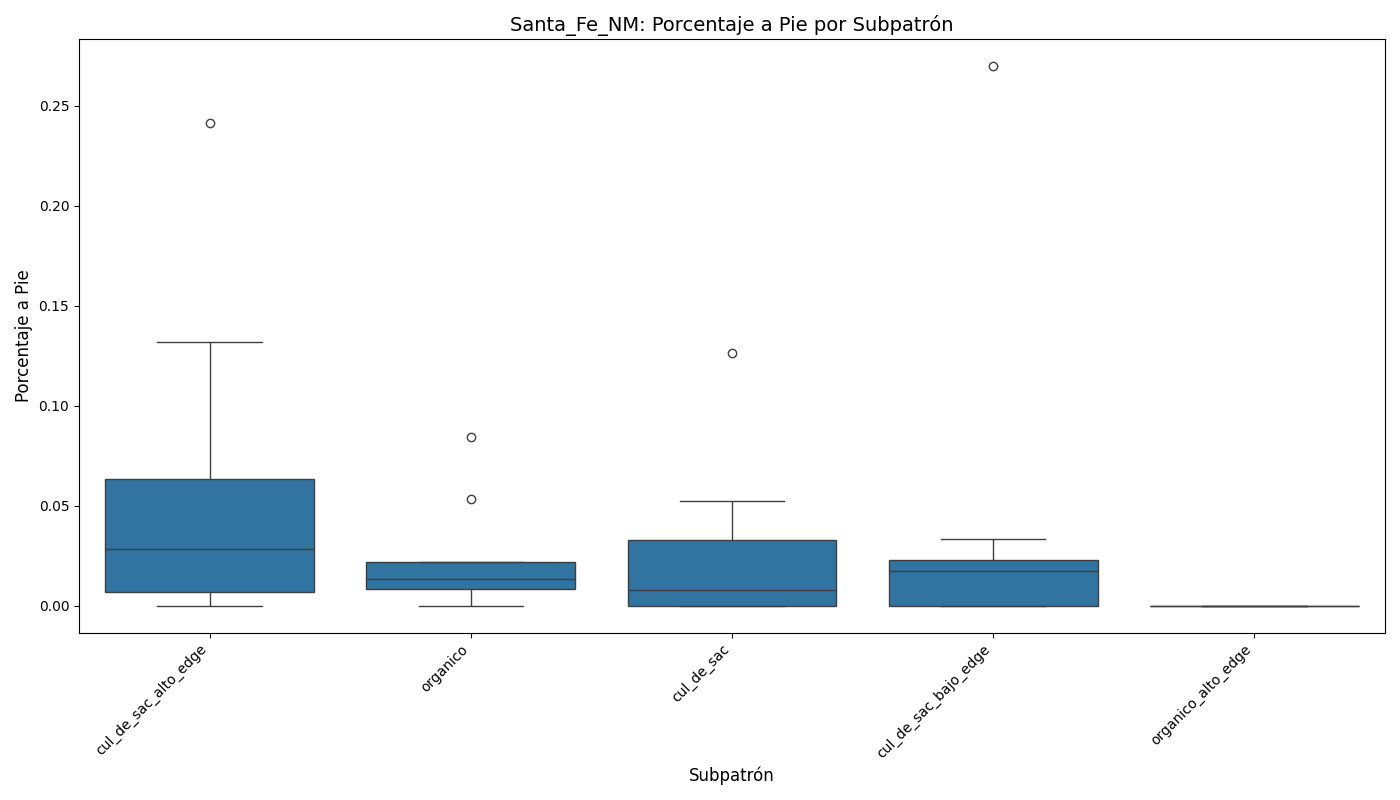 Santa_Fe_NM: Porcentaje a Pie por Subpatrón
Porcentaje a Pie
0.25
0.20
0.15
0.10
0.05
0.00
cul_de_sac_alto_edge
organico
cul_de_sac
cul_de_sac_bajo_edge
organico_alto_edge
Subpatrón